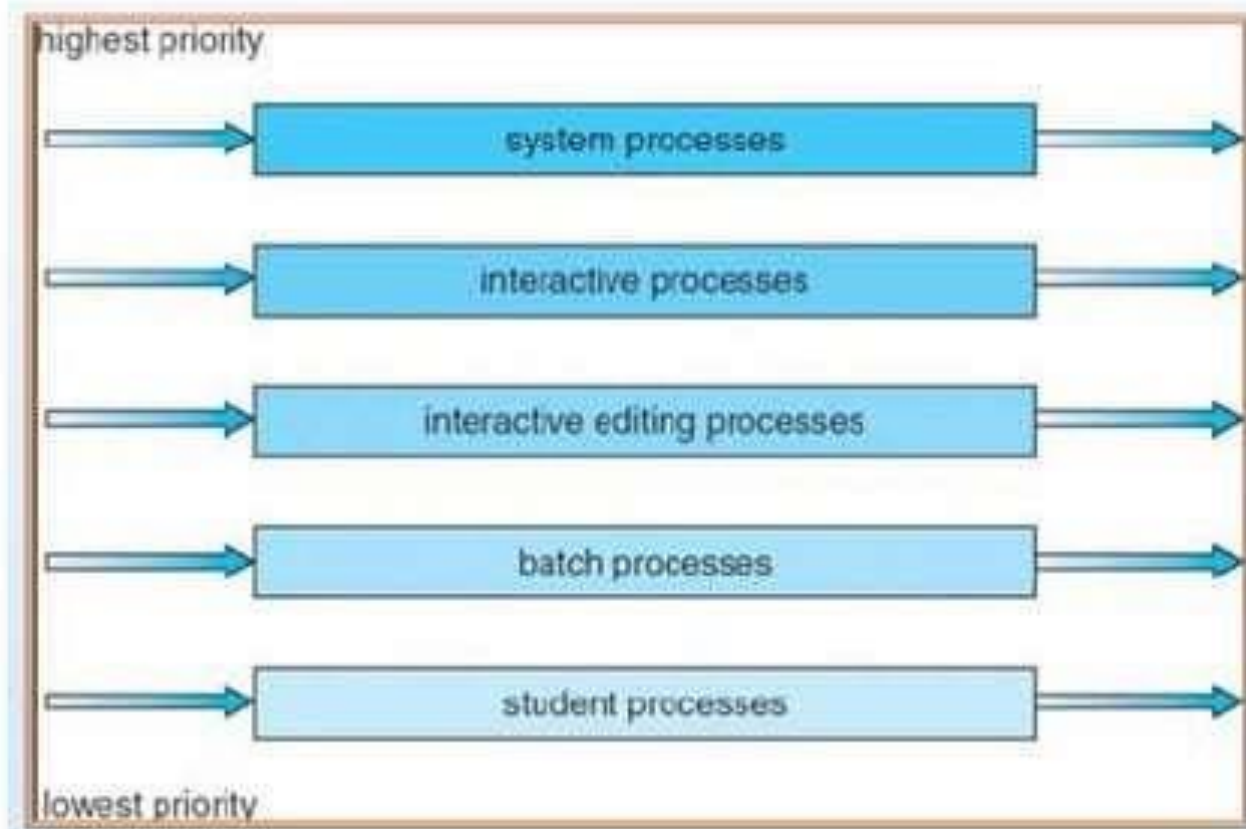 highest priority
system processes
interactive processes
interactive editing processes
batch processes
student processes
lowest priority